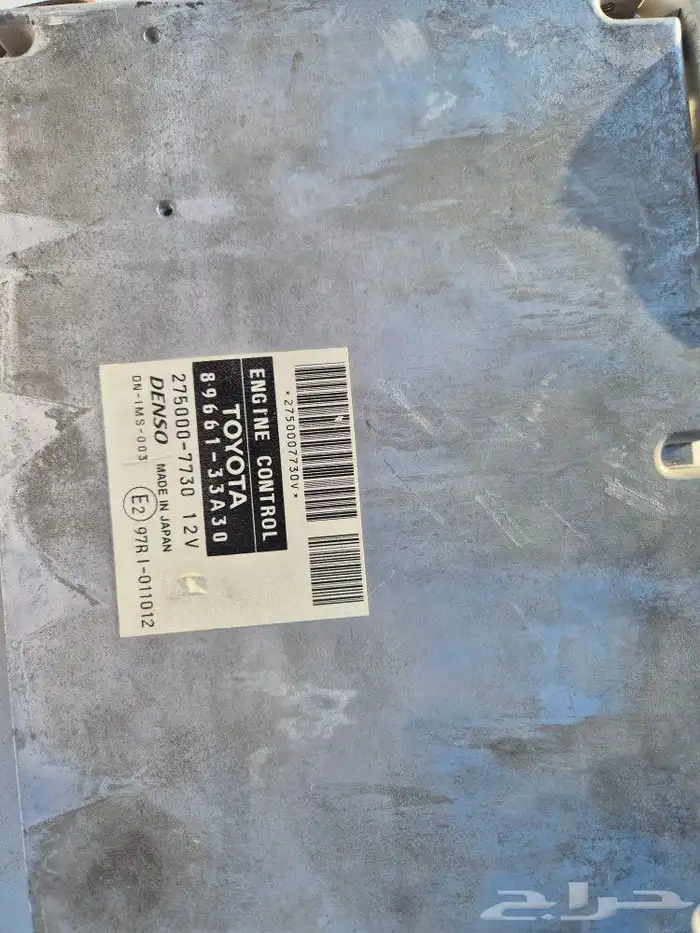 *2750007730V*
ENGINE CONTROL
TOYOTA
89661-33A30
275000-7730 12V
DENSO MADE IN JAPAN
DN-IMS-003 E2 97RI-011012
حراج